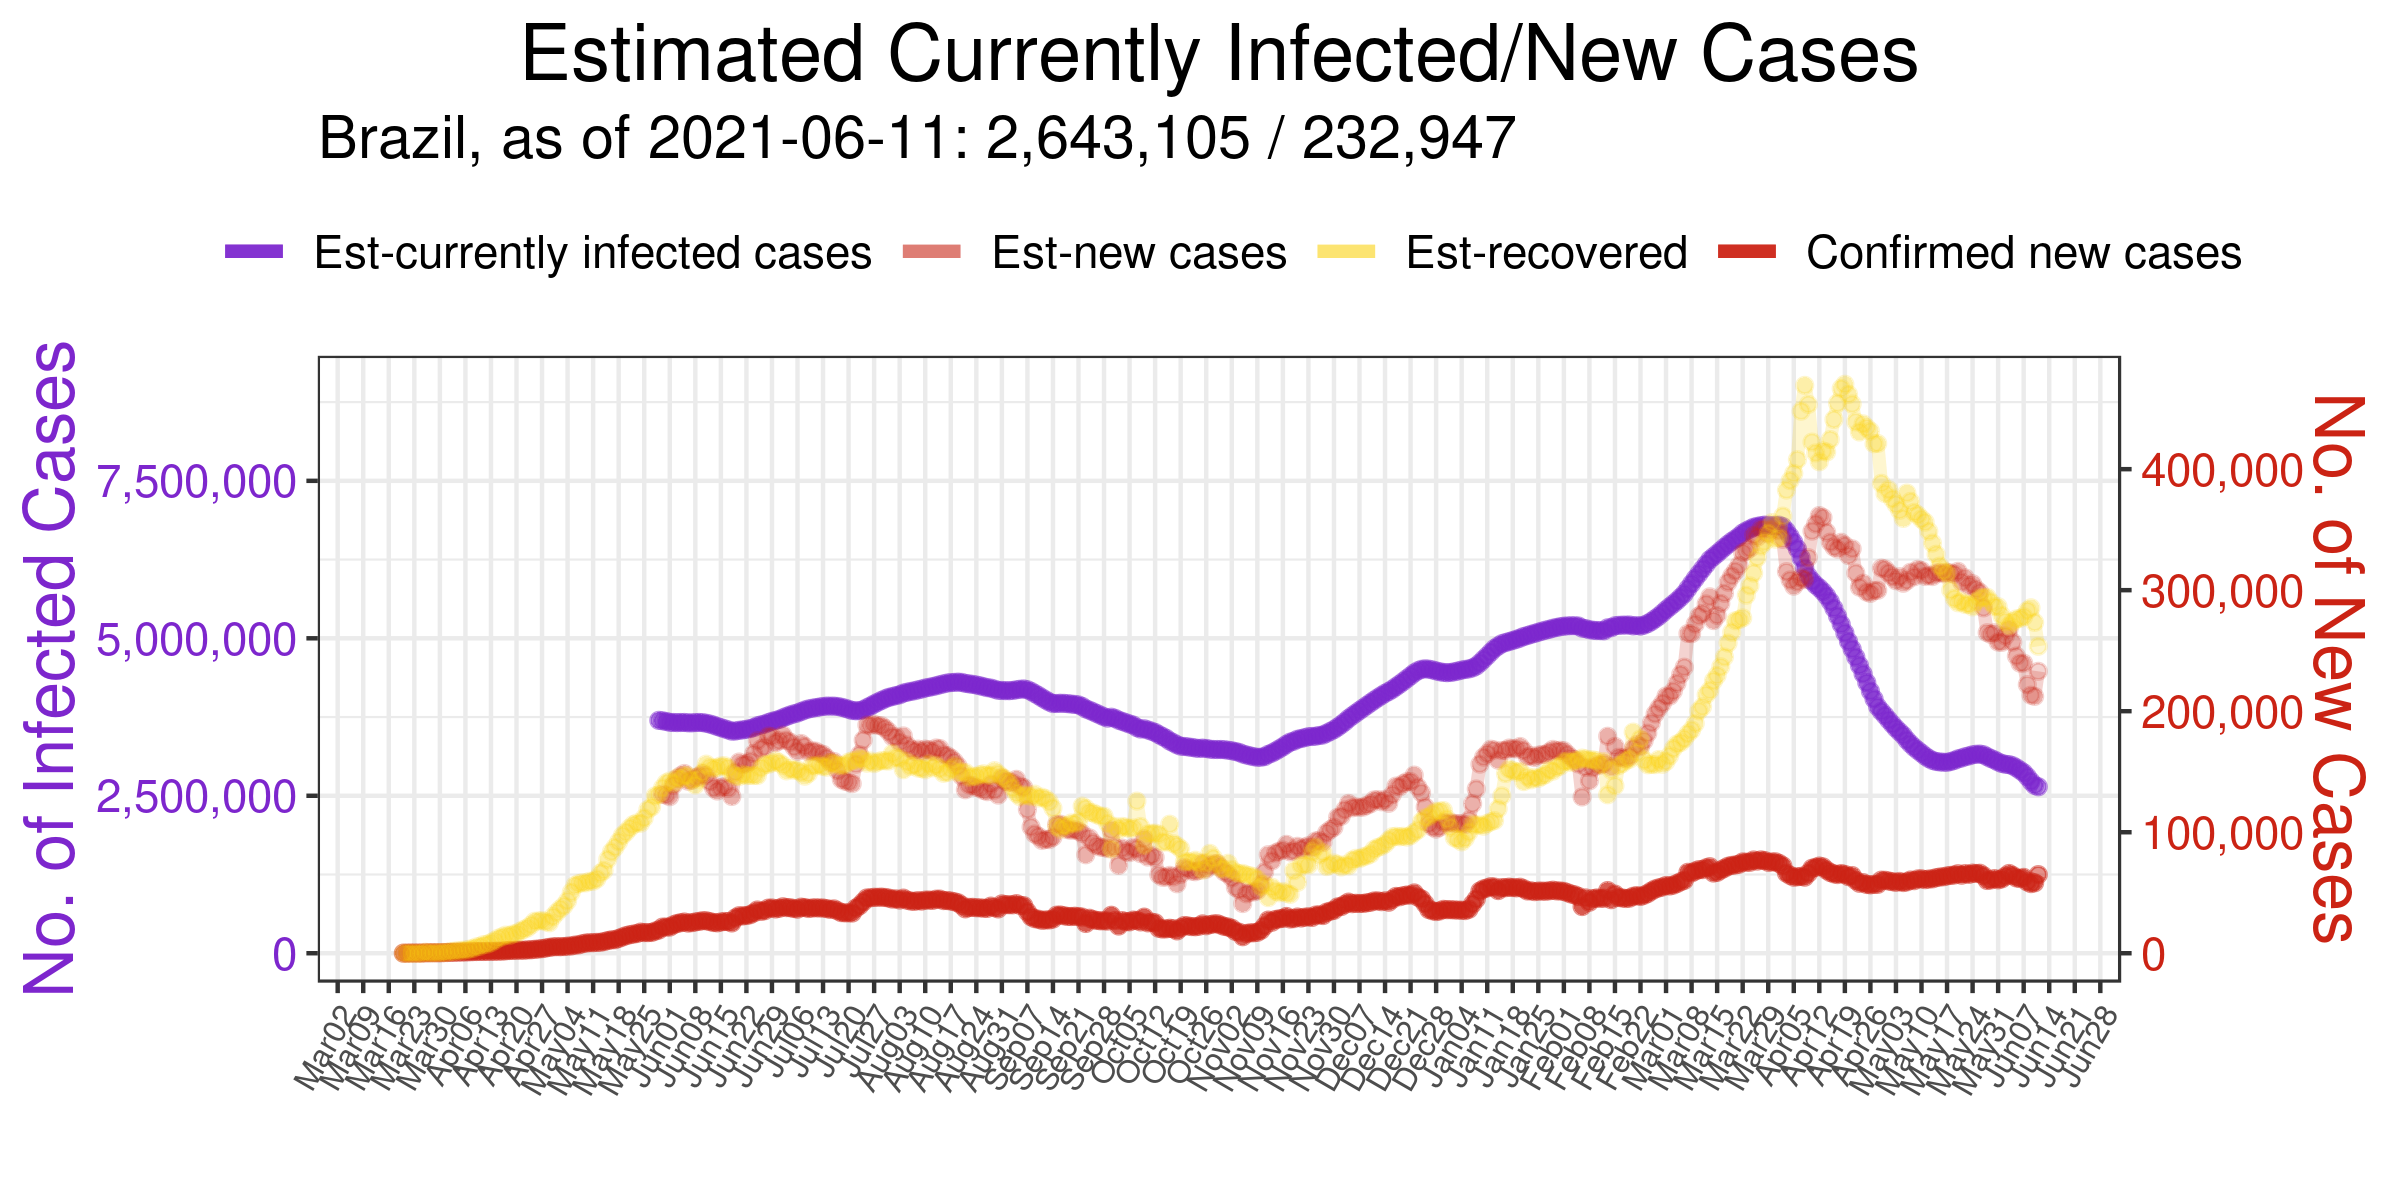 Estimated Currently Infected/New Cases
Brazil, as of 2021-06-11: 2,643,105 / 232,947
Est-currently infected cases Est-new cases Est-recovered Confirmed new cases
No. of Infected Cases
7,500,000
5,000,000
2,500,000
0
400,000
300,000
200,000
100,000
0
No. of New Cases
Mar02 Mar09 Mar16 Mar23 Mar30 Apr06 Apr13 Apr20 Apr27 May04 May11 May18 May25 Jun01 Jun08 Jun15 Jun22 Jun29 Jul06 Jul13 Jul20 Jul27 Aug03 Aug10 Aug17 Aug24 Aug31 Sep07 Sep14 Sep21 Sep28 Oct05 Oct12 Oct19 Oct26 Nov02 Nov09 Nov16 Nov23 Nov30 Dec07 Dec14 Dec21 Dec28 Jan04 Jan11 Jan18 Jan25 Feb01 Feb08 Feb15 Feb22 Mar01 Mar08 Mar15 Mar22 Mar29 Apr05 Apr12 Apr19 Apr26 May03 May10 May17 May24 May31 Jun07 Jun14 Jun21 Jun28